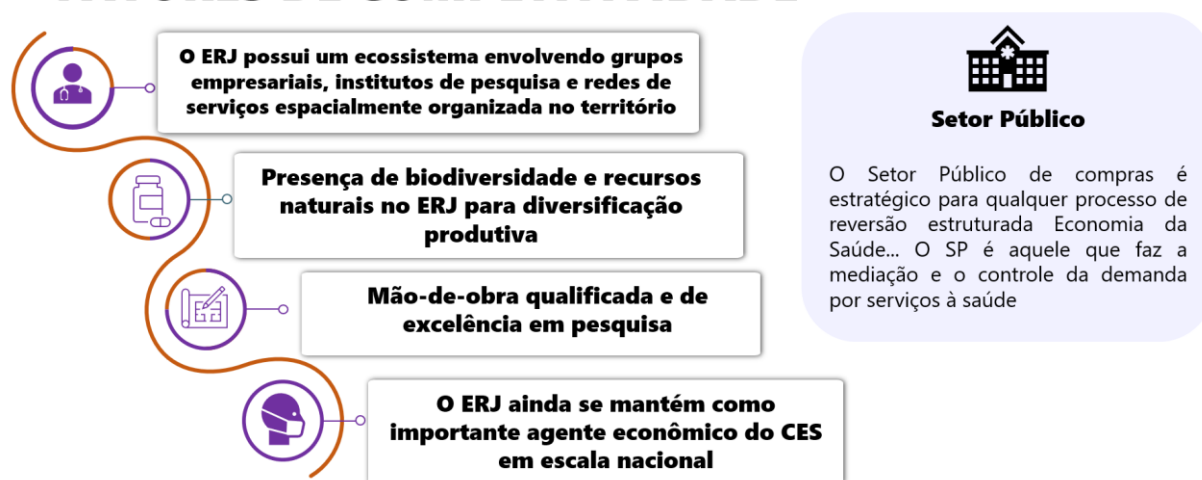 O ERJ possui um ecossistema envolvendo grupos
empresariais, institutos de pesquisa e redes de
serviços espacialmente organizada no território
Presença de biodiversidade e recursos
naturais no ERJ para diversificação
produtiva
Mão-de-obra qualificada e de
excelência em pesquisa
O ERJ ainda se mantém como
importante agente econômico do CES
em escala nacional
Setor Público
O Setor Público de compras é
estratégico para qualquer processo de
reversão estruturada Economia da
Saúde... O SP é aquele que faz a
mediação e o controle da demanda
por serviços à saúde